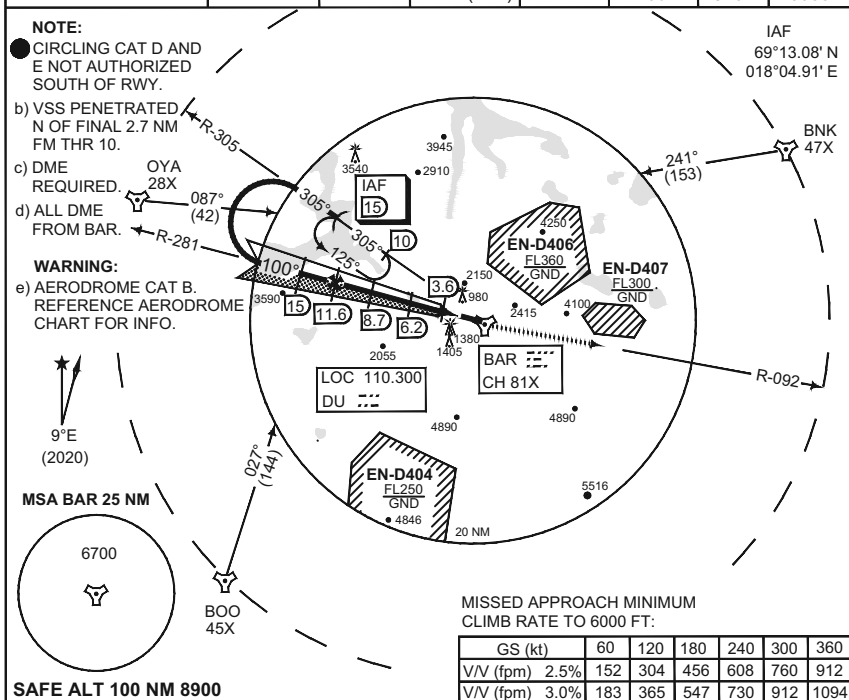 NOTE:
CIRCLING CAT D AND
E NOT AUTHORIZED
SOUTH OF RWY.
b) VSS PENETRATED
N OF FINAL 2.7 NM
FM THR 10.
c) DME
REQUIRED.
d) ALL DME
FROM BAR.
WARNING:
e) AERODROME CAT B.
REFERENCE AERODROME
CHART FOR INFO.
IAF
69°13.08' N
018°04.91' E
BNK
47X
241°
(153)
R-305
OYA
28X
087°
(42)
R-281
3945
3540
2910
IAF
15
305°
305°
10
125°
100°
4250
EN-D406
FL360
GND
EN-D407
FL300
GND
3.6
2150
980
3590
15
11.6
8.7
6.2
2415
4100
1380
1405
2055
BAR
CH 81X
LOC 110.300
DU
R-092
9°E
(2020)
4890
4890
027°
(144)
EN-D404
FL250
GND
4846
5516
20 NM
MSA BAR 25 NM
6700
BOO
45X
MISSED APPROACH MINIMUM
CLIMB RATE TO 6000 FT:
GS (kt) 60 120 180 240 300 360
V/V (fpm) 2.5% 152 304 456 608 760 912
V/V (fpm) 3.0% 183 365 547 730 912 1094
SAFE ALT 100 NM 8900